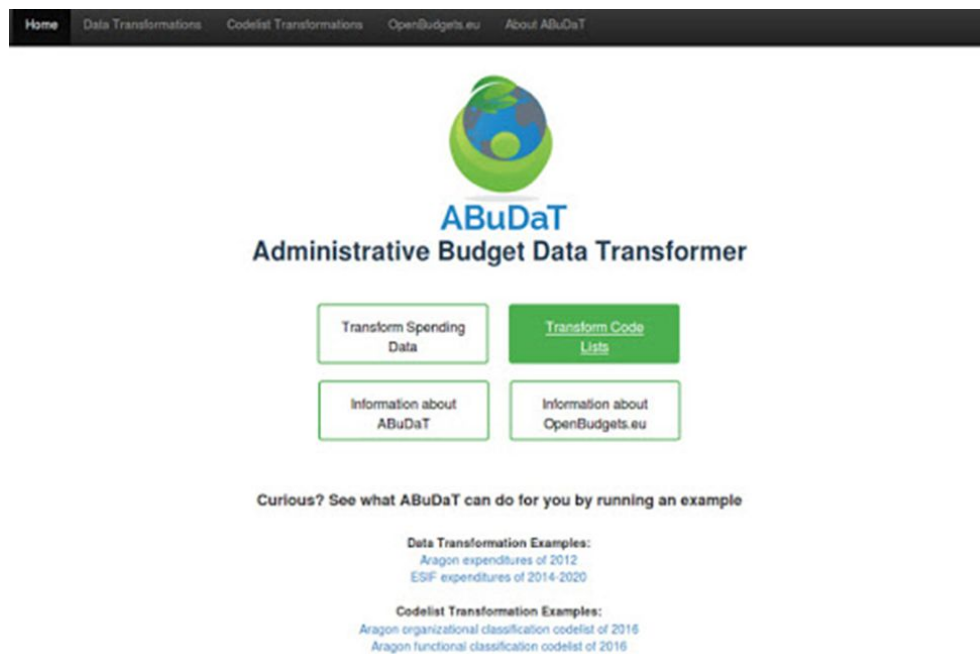 Home Data Transformations Codelist Transformations OpenBudgets.eu About ABuDaT
ABuDaT
Administrative Budget Data Transformer
Transform Spending
Data
Transform Code
Lists
Information about
ABuDaT
Information about
OpenBudgets.eu
Curious? See what ABuDaT can do for you by running an example
Data Transformation Examples:
Aragon expenditures of 2012
ESIF expenditures of 2014-2020
Codelist Transformation Examples:
Aragon organizational classification codelist of 2016
Aragon functional classification codelist of 2016